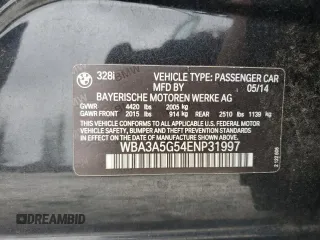 328i VEHICLE TYPE: PASSENGER CAR
MFD BY 05/14
BAYERISCHE MOTOREN WERKE AG
GVWR 4420 lbs 2005 kg
GAWR FRONT 2015 lbs 914 kg REAR 2510 lbs 1139 kg
THIS VEHICLE CONFORMS TO ALL APPLICABLE
FEDERAL MOTOR VEHICLE SAFETY, BUMPER, AND
THEFT PREVENTION STANDARDS IN EFFECT ON THE
DATE OF MANUFACTURE SHOWN ABOVE.
WBA3A5G54ENP31997
AUTOBIDMASTER